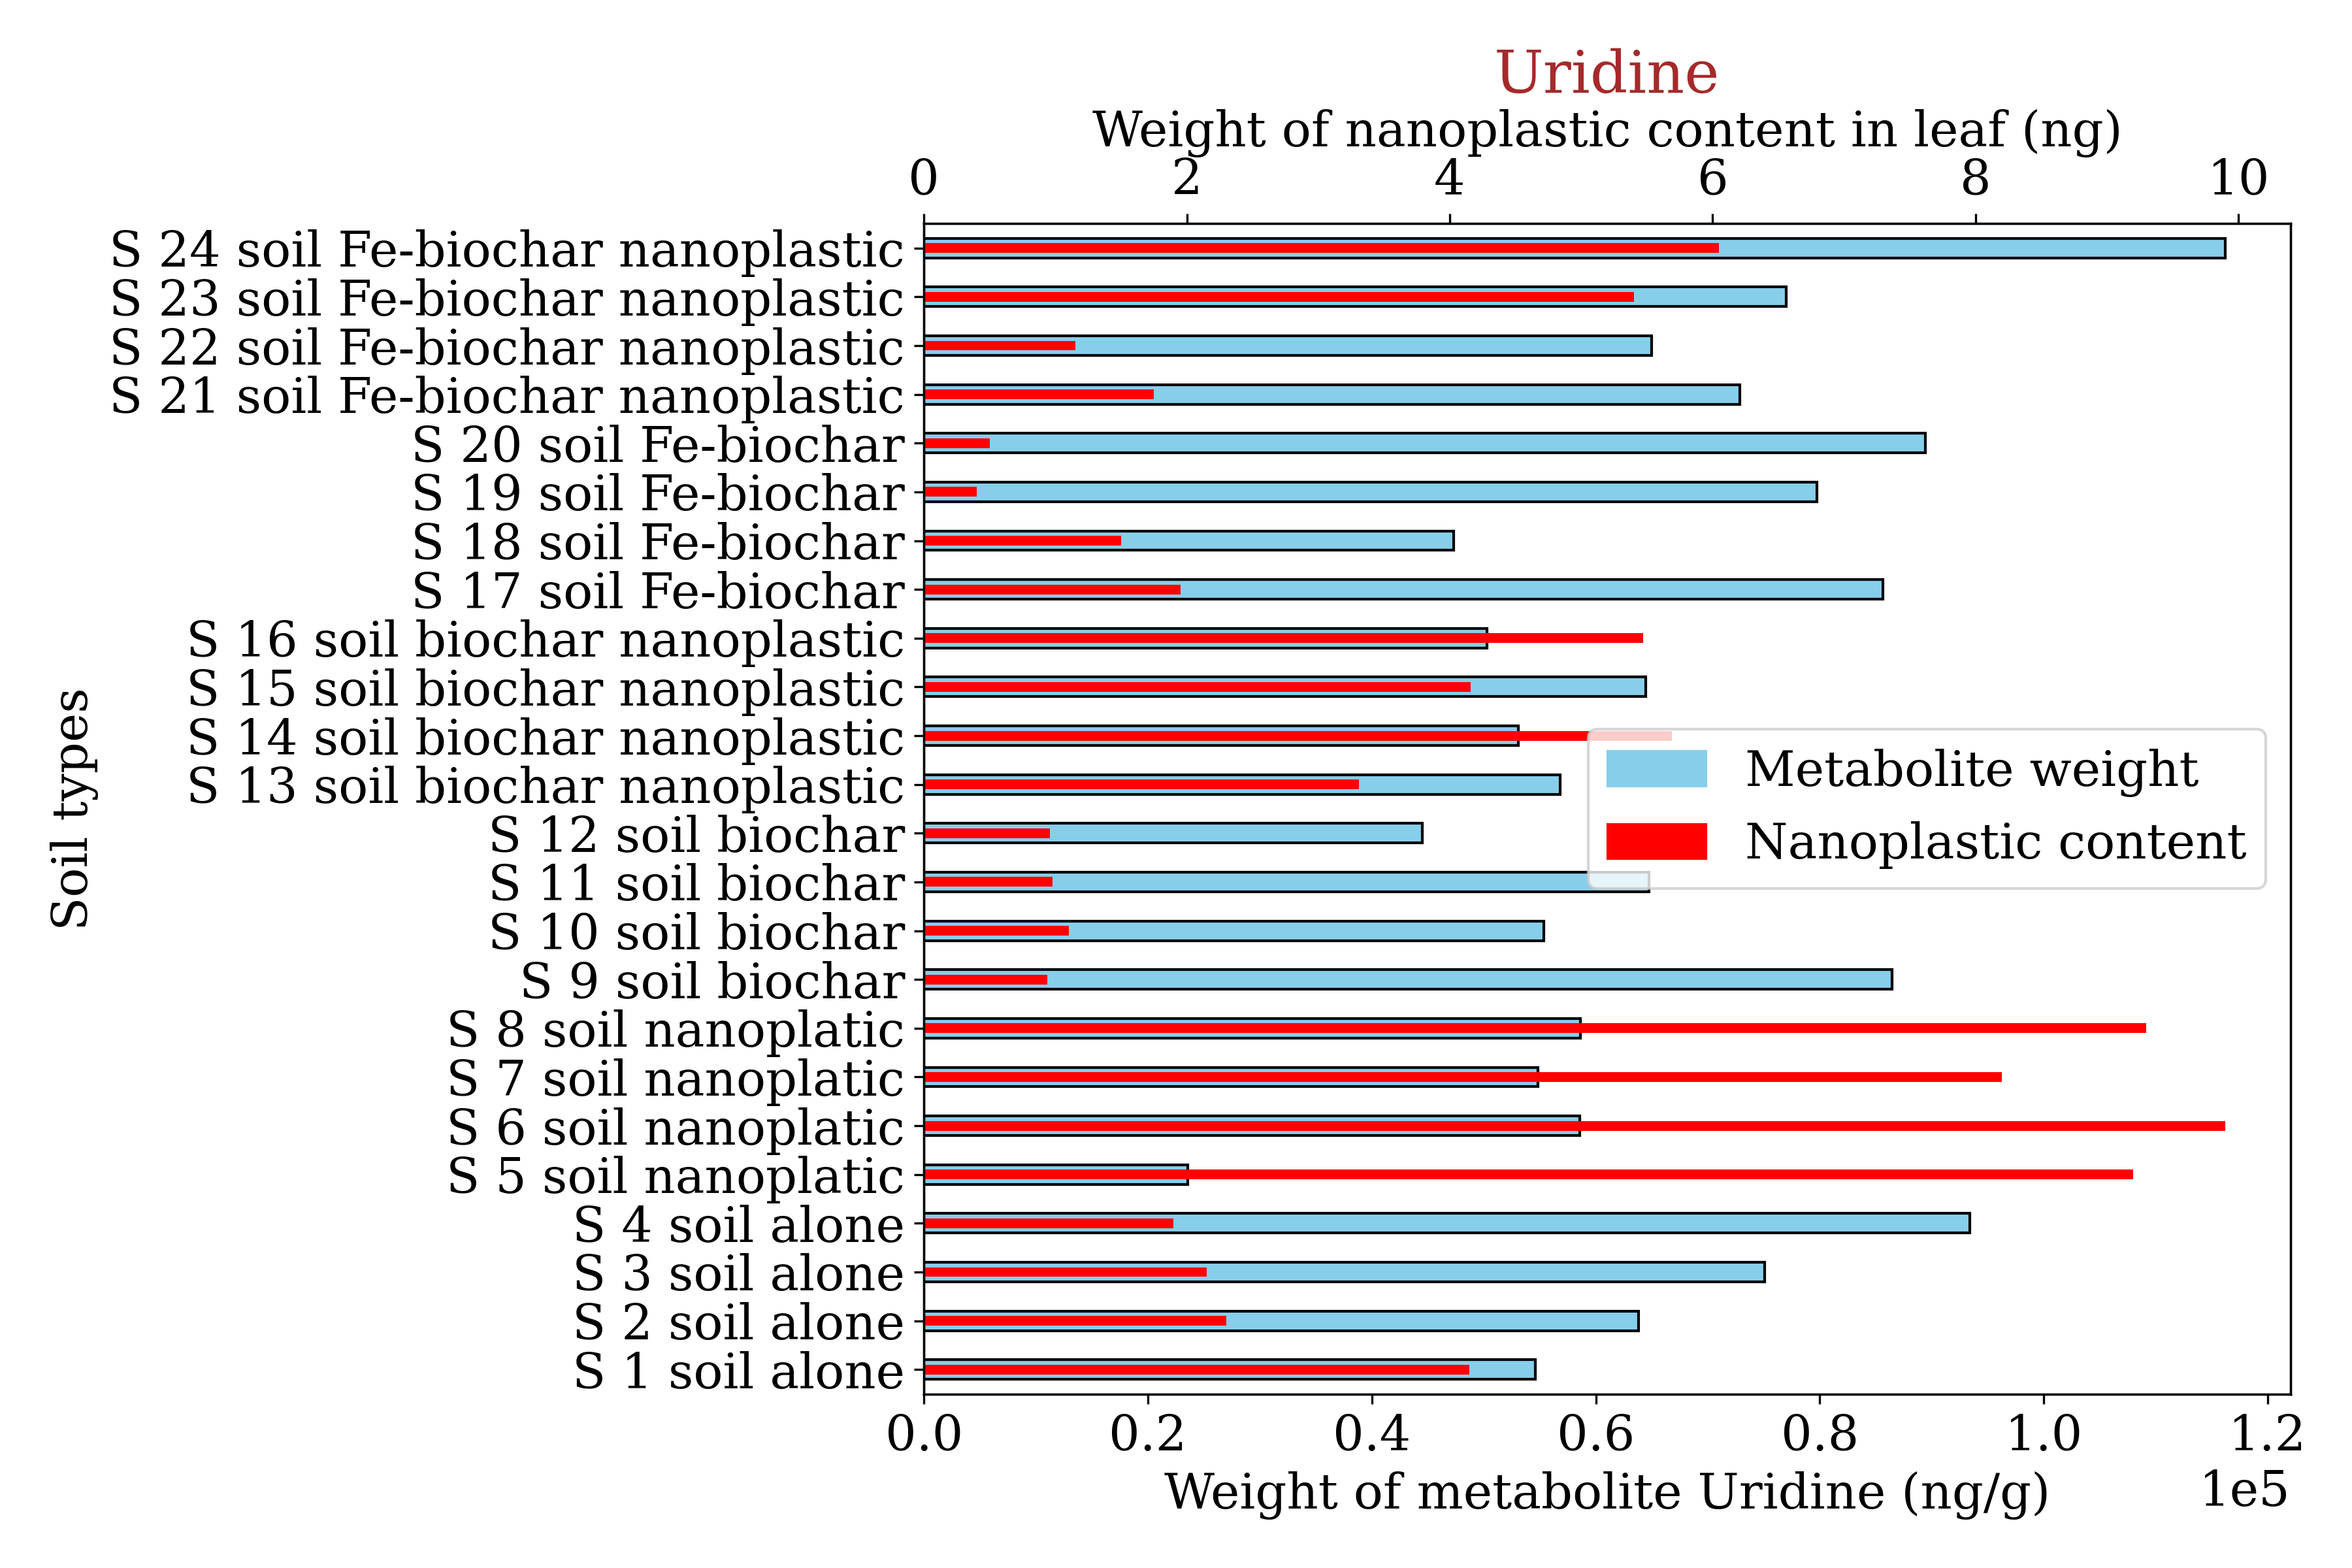 Uridine
Weight of nanoplastic content in leaf (ng)
0 2 4 6 8 10
S 24 soil Fe-biochar nanoplastic
S 23 soil Fe-biochar nanoplastic
S 22 soil Fe-biochar nanoplastic
S 21 soil Fe-biochar nanoplastic
S 20 soil Fe-biochar
S 19 soil Fe-biochar
S 18 soil Fe-biochar
S 17 soil Fe-biochar
S 16 soil biochar nanoplastic
S 15 soil biochar nanoplastic
S 14 soil biochar nanoplastic
S 13 soil biochar nanoplastic
S 12 soil biochar
S 11 soil biochar
S 10 soil biochar
S 9 soil biochar
S 8 soil nanoplatic
S 7 soil nanoplatic
S 6 soil nanoplatic
S 5 soil nanoplatic
S 4 soil alone
S 3 soil alone
S 2 soil alone
S 1 soil alone
Soil types
Metabolite weight
Nanoplastic content
0.0 0.2 0.4 0.6 0.8 1.0 1.2
Weight of metabolite Uridine (ng/g)
1e5